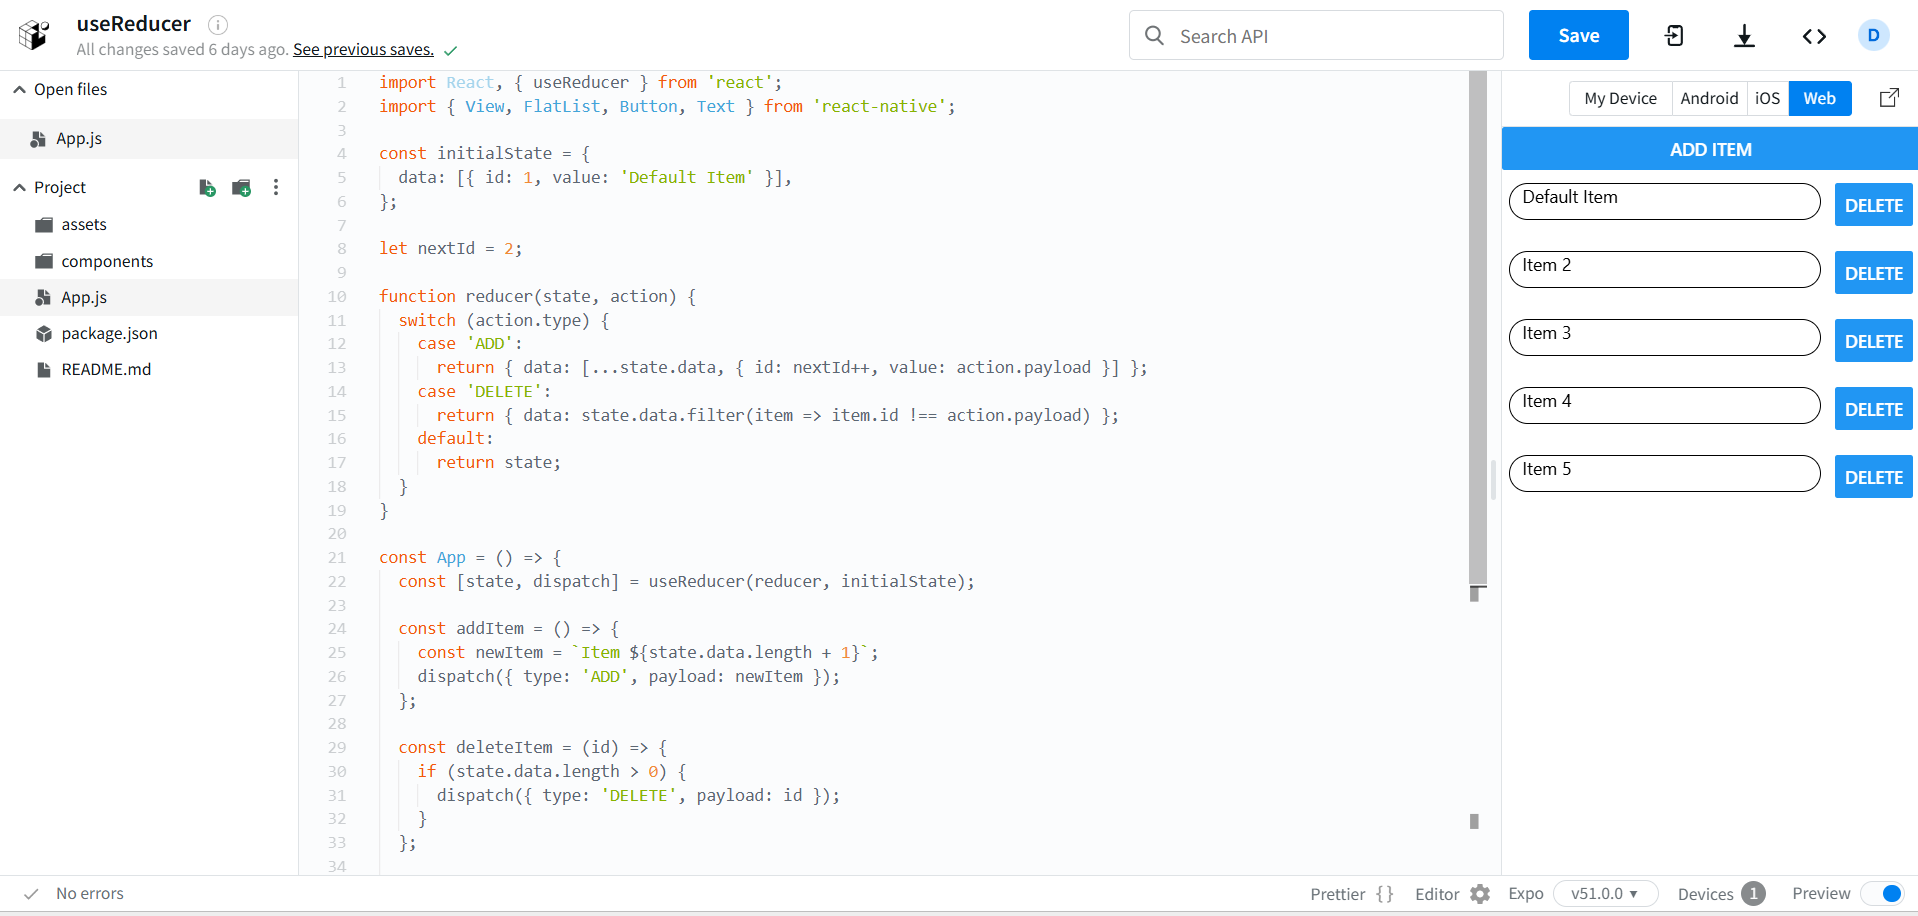 useReducer
All changes saved 6 days ago. See previous saves.
Search API
Save
D
Open files
App.js
Project
assets
components
App.js
package.json
README.md
1 import React, { useReducer } from 'react';
2 import { View, FlatList, Button, Text } from 'react-native';
3
4 const initialState = {
5 data: [{ id: 1, value: 'Default Item' }],
6 };
7
8 let nextId = 2;
9
10 function reducer(state, action) {
11 switch (action.type) {
12 case 'ADD':
13 return { data: [...state.data, { id: nextId++, value: action.payload }] };
14 case 'DELETE':
15 return { data: state.data.filter(item => item.id !== action.payload) };
16 default:
17 return state;
18 }
19 }
20
21 const App = () => {
22 const [state, dispatch] = useReducer(reducer, initialState);
23
24 const addItem = () => {
25 const newItem = `Item ${state.data.length + 1}`;
26 dispatch({ type: 'ADD', payload: newItem });
27 };
28
29 const deleteItem = (id) => {
30 if (state.data.length > 0) {
31 dispatch({ type: 'DELETE', payload: id });
32 }
33 };
34
My Device Android iOS Web
ADD ITEM
Default Item DELETE
Item 2 DELETE
Item 3 DELETE
Item 4 DELETE
Item 5 DELETE
No errors
Prettier {} Editor Expo v51.0.0 Devices 1 Preview